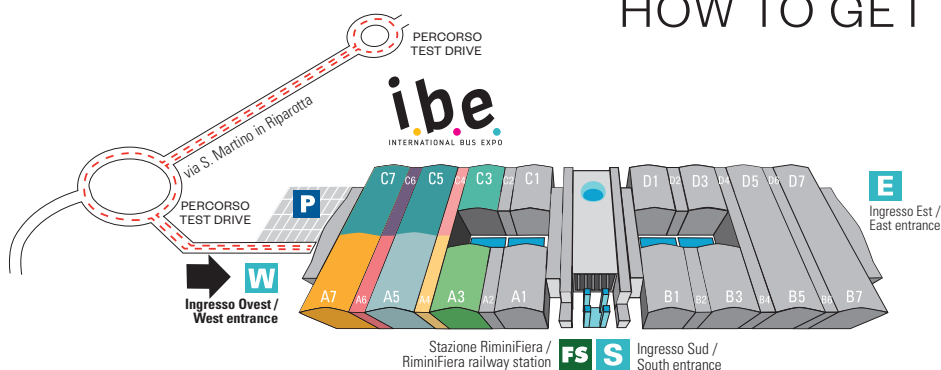 HOW TO GET
PERCORSO
TEST DRIVE
i.b.e.
INTERNATIONAL BUS EXPO
via S. Martino in Riparotta
C7 C6 C5 C4 C3 C2 C1
D1 D2 D3 D4 D5 D6 D7
P
E
PERCORSO
TEST DRIVE
Ingresso Est /
East entrance
W
Ingresso Ovest /
West entrance
A7 A6 A5 A4 A3 A2 A1
B1 B2 B3 B4 B5 B6 B7
Stazione RiminiFiera /
RiminiFiera railway station
FS
S
Ingresso Sud /
South entrance